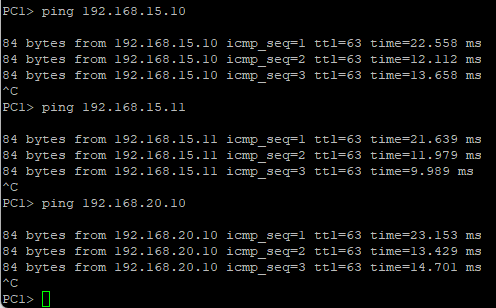 PC1> ping 192.168.15.10
84 bytes from 192.168.15.10 icmp_seq=1 ttl=63 time=22.558 ms
84 bytes from 192.168.15.10 icmp_seq=2 ttl=63 time=12.112 ms
84 bytes from 192.168.15.10 icmp_seq=3 ttl=63 time=13.658 ms
^C
PC1> ping 192.168.15.11
84 bytes from 192.168.15.11 icmp_seq=1 ttl=63 time=21.639 ms
84 bytes from 192.168.15.11 icmp_seq=2 ttl=63 time=11.979 ms
84 bytes from 192.168.15.11 icmp_seq=3 ttl=63 time=9.989 ms
^C
PC1> ping 192.168.20.10
84 bytes from 192.168.20.10 icmp_seq=1 ttl=63 time=23.153 ms
84 bytes from 192.168.20.10 icmp_seq=2 ttl=63 time=13.429 ms
84 bytes from 192.168.20.10 icmp_seq=3 ttl=63 time=14.701 ms
^C
PC1>